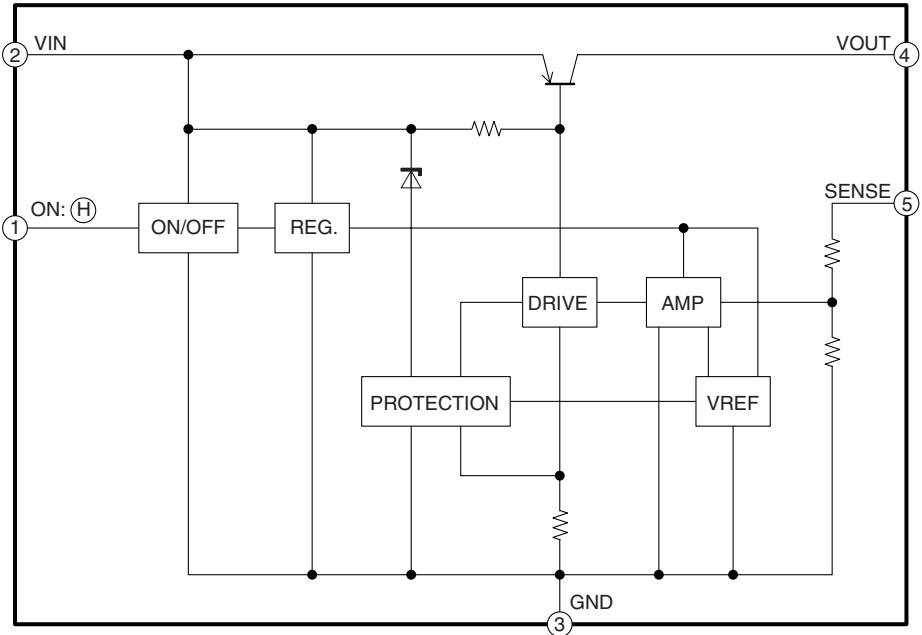 2 VIN
VOUT 4
ON: H
SENSE
1
5
ON/OFF
REG.
DRIVE
AMP
PROTECTION
VREF
GND
3